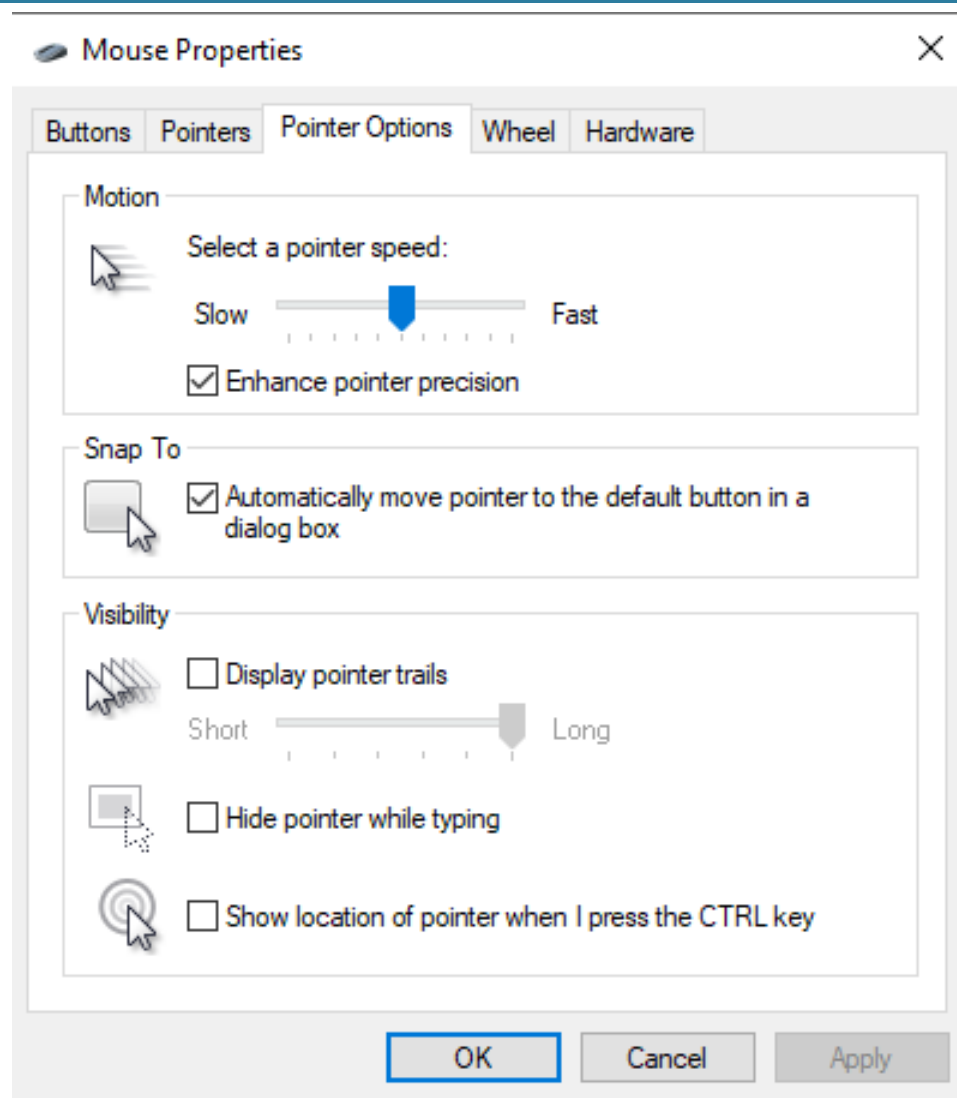 Mouse Properties
Buttons Pointers Pointer Options Wheel Hardware
Motion
Select a pointer speed:
Slow Fast
Enhance pointer precision
Snap To
Automatically move pointer to the default button in a
dialog box
Visibility
Display pointer trails
Short Long
Hide pointer while typing
Show location of pointer when I press the CTRL key
OK Cancel Apply